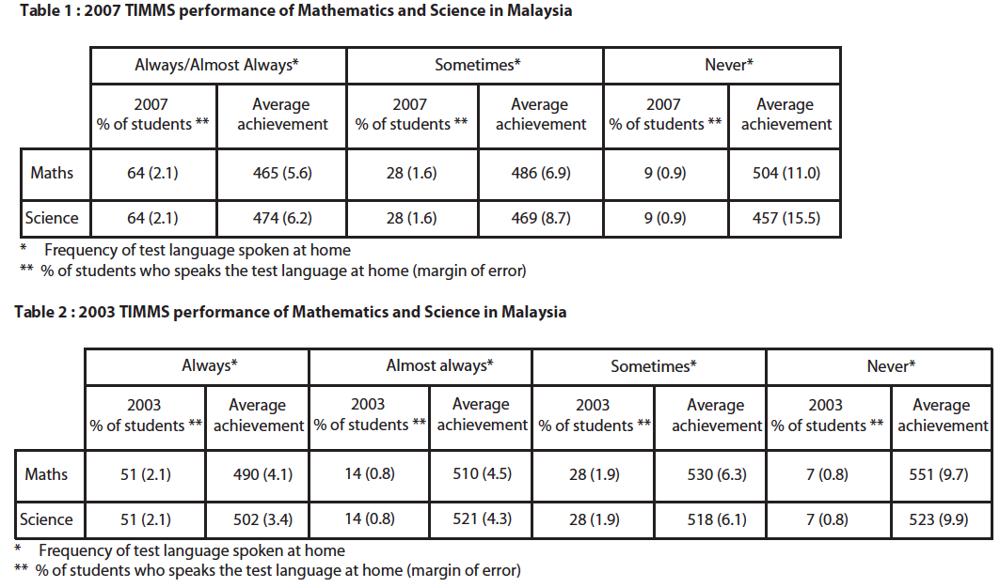 Table 1 : 2007 TIMMS performance of Mathematics and Science in Malaysia
Always/Almost Always* Sometimes* Never*
2007 Average 2007 Average 2007 Average
% of students ** achievement % of students ** achievement % of students ** achievement
Maths 64 (2.1) 465 (5.6) 28 (1.6) 486 (6.9) 9 (0.9) 504 (11.0)
Science 64 (2.1) 474 (6.2) 28 (1.6) 469 (8.7) 9 (0.9) 457 (15.5)
* Frequency of test language spoken at home
** % of students who speaks the test language at home (margin of error)
Table 2 : 2003 TIMMS performance of Mathematics and Science in Malaysia
Always* Almost always* Sometimes* Never*
2003 Average 2003 Average 2003 Average 2003 Average
% of students ** achievement % of students ** achievement % of students ** achievement % of students ** achievement
Maths 51 (2.1) 490 (4.1) 14 (0.8) 510 (4.5) 28 (1.9) 530 (6.3) 7 (0.8) 551 (9.7)
Science 51 (2.1) 502 (3.4) 14 (0.8) 521 (4.3) 28 (1.9) 518 (6.1) 7 (0.8) 523 (9.9)
* Frequency of test language spoken at home
** % of students who speaks the test language at home (margin of error)